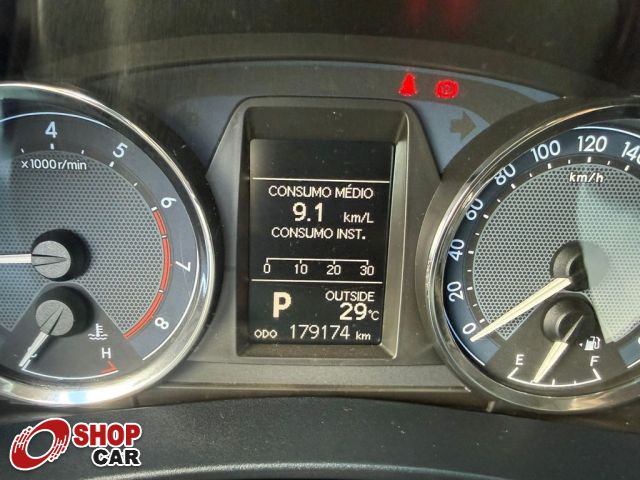 4
5
6
7
8
x1000r/min
H
CONSUMO MÉDIO
9.1 km/L
CONSUMO INST.
0 10 20 30
P
OUTSIDE
29°C
ODO 179174 km
0
20
40
60
80
100
120
140
km/h
E F
SHOP
CAR